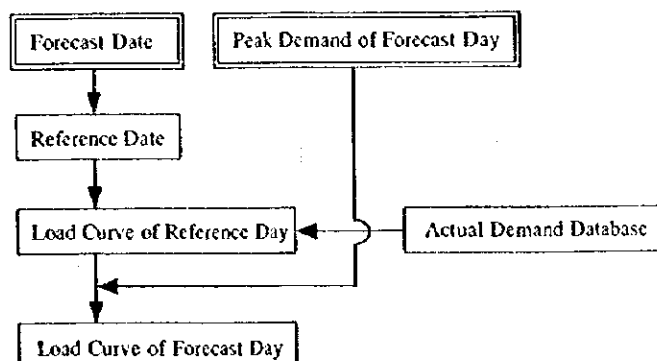 Forecast Date
Peak Demand of Forecast Day
Reference Date
Load Curve of Reference Day
Actual Demand Database
Load Curve of Forecast Day